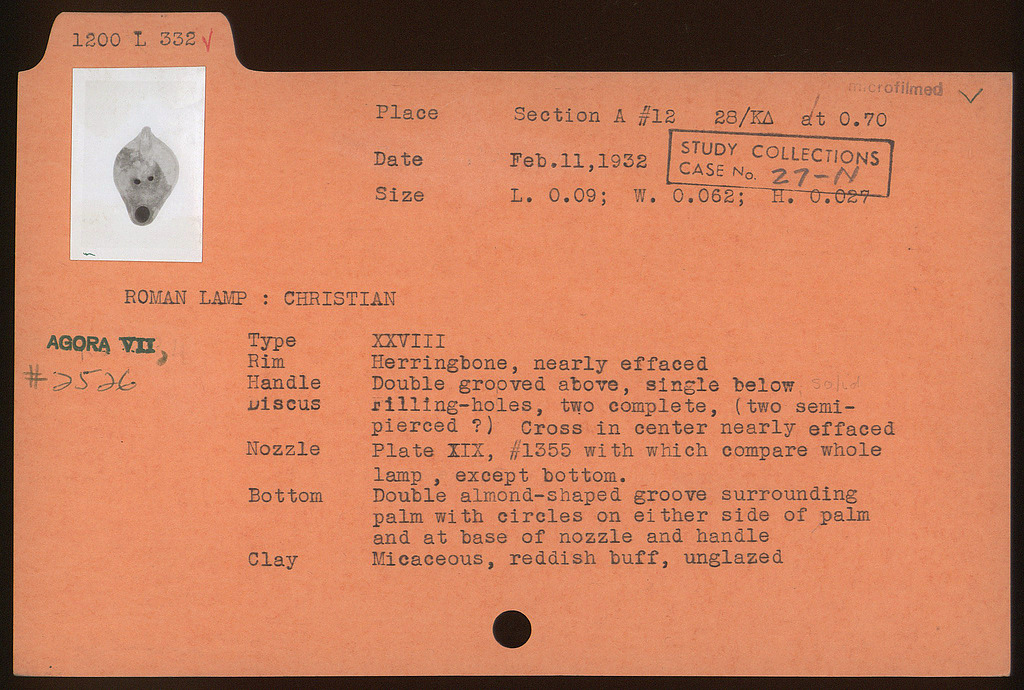 1200 L 332 ✓
microfilmed ✓
Place Section A #12 28/ΚΔ at 0.70
Date Feb.11,1932
STUDY COLLECTIONS
CASE No. 27-N
Size L. 0.09; W. 0.062; H. 0.027
ROMAN LAMP : CHRISTIAN
AGORA VII,
#2526
Type XXVIII
Rim Herringbone, nearly effaced
Handle Double grooved above, single below, solid
Discus Filling-holes, two complete, (two semi-
pierced ?) Cross in center nearly effaced
Nozzle Plate XIX, #1355 with which compare whole
lamp , except bottom.
Bottom Double almond-shaped groove surrounding
palm with circles on either side of palm
and at base of nozzle and handle
Clay Micaceous, reddish buff, unglazed